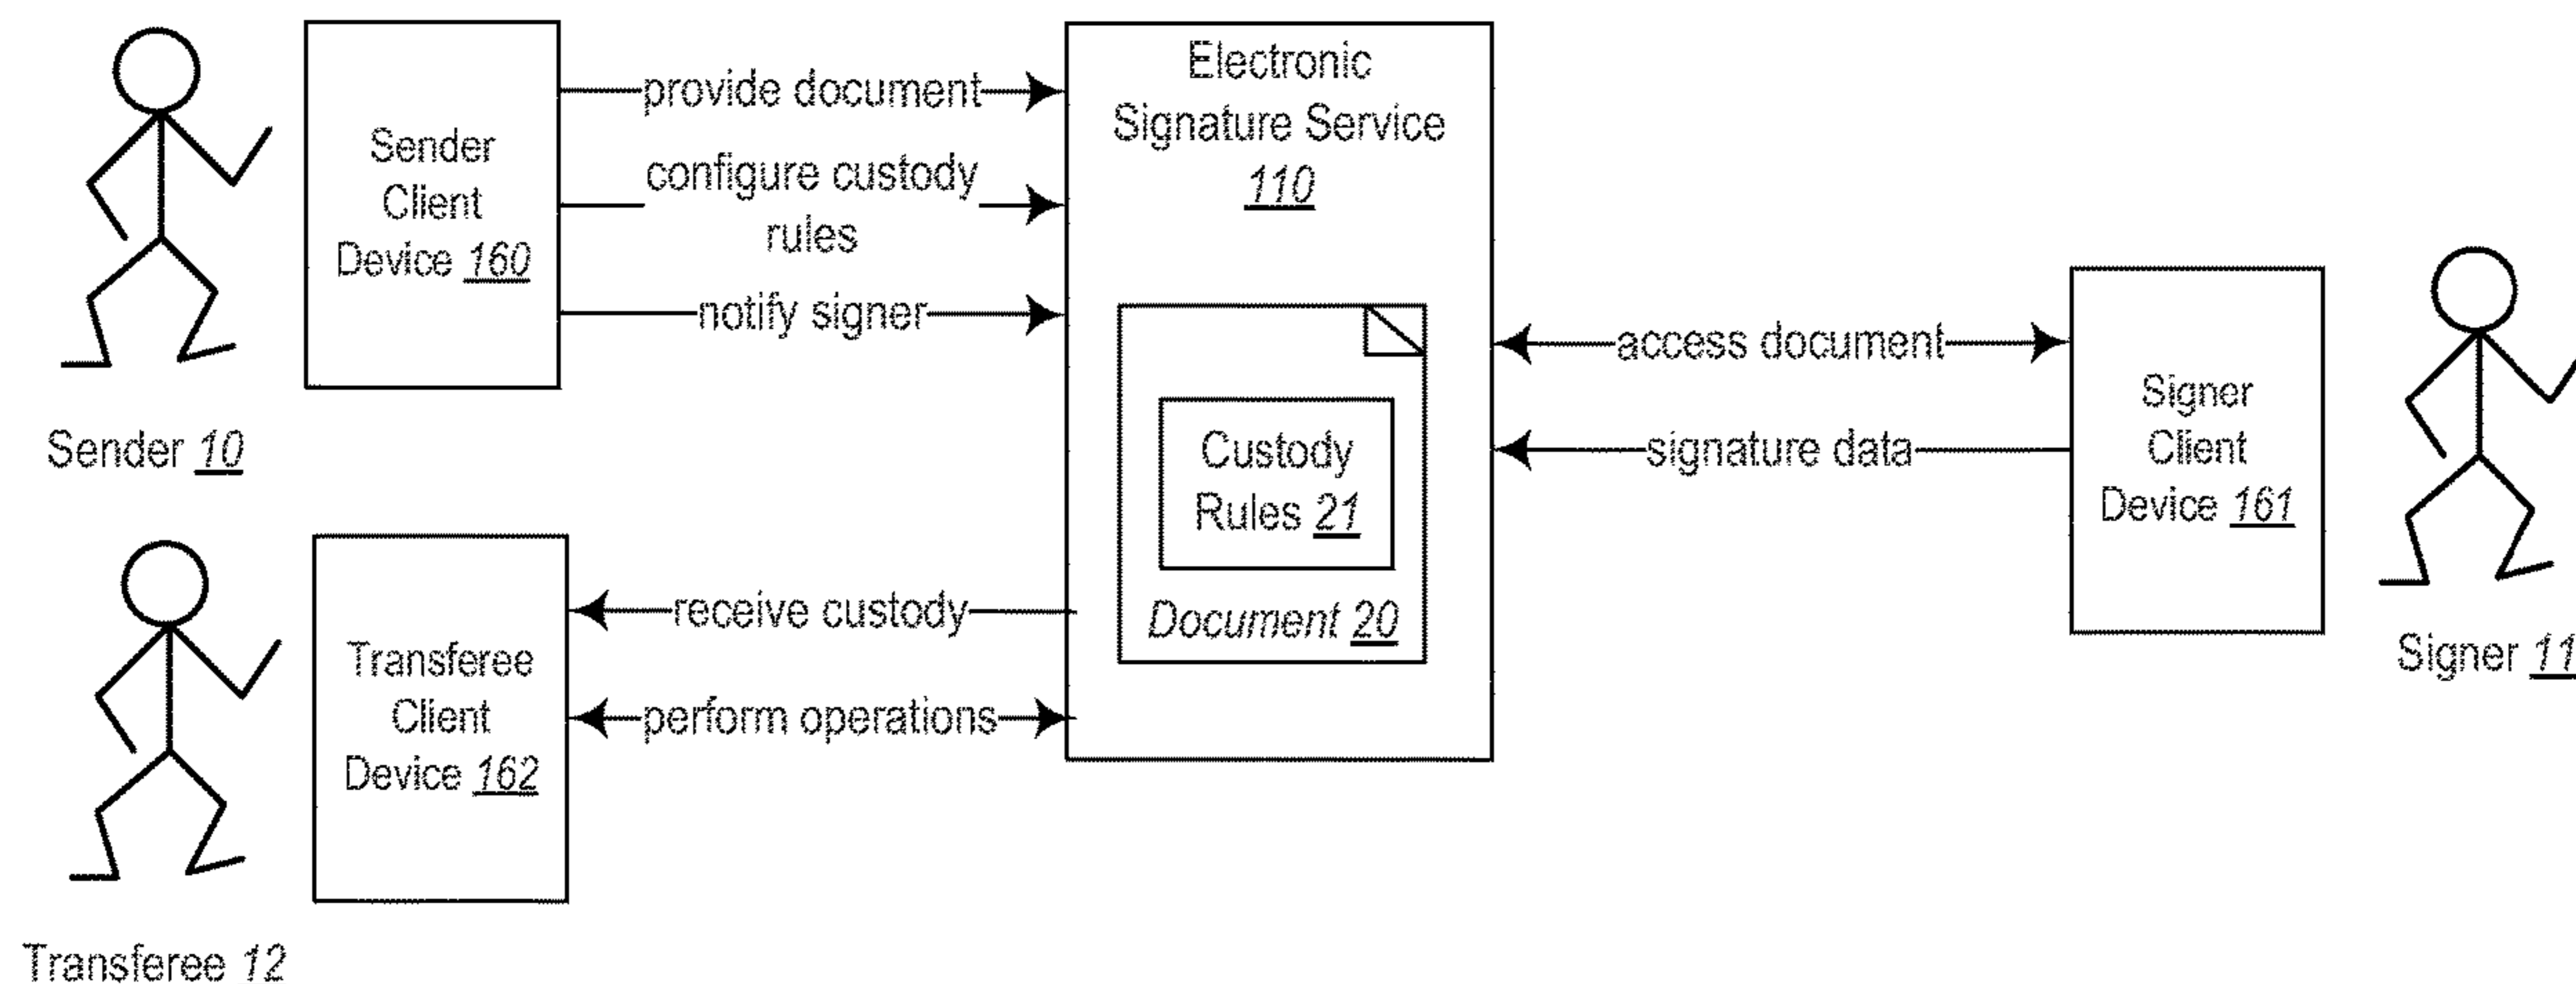 Sender
Client
Device 160
Sender 10
provide document
configure custody
rules
notify signer
Electronic
Signature Service
110
Custody
Rules 21
Document 20
access document
signature data
Signer
Client
Device 161
Signer 11
Transferee
Client
Device 162
Transferee 12
receive custody
perform operations